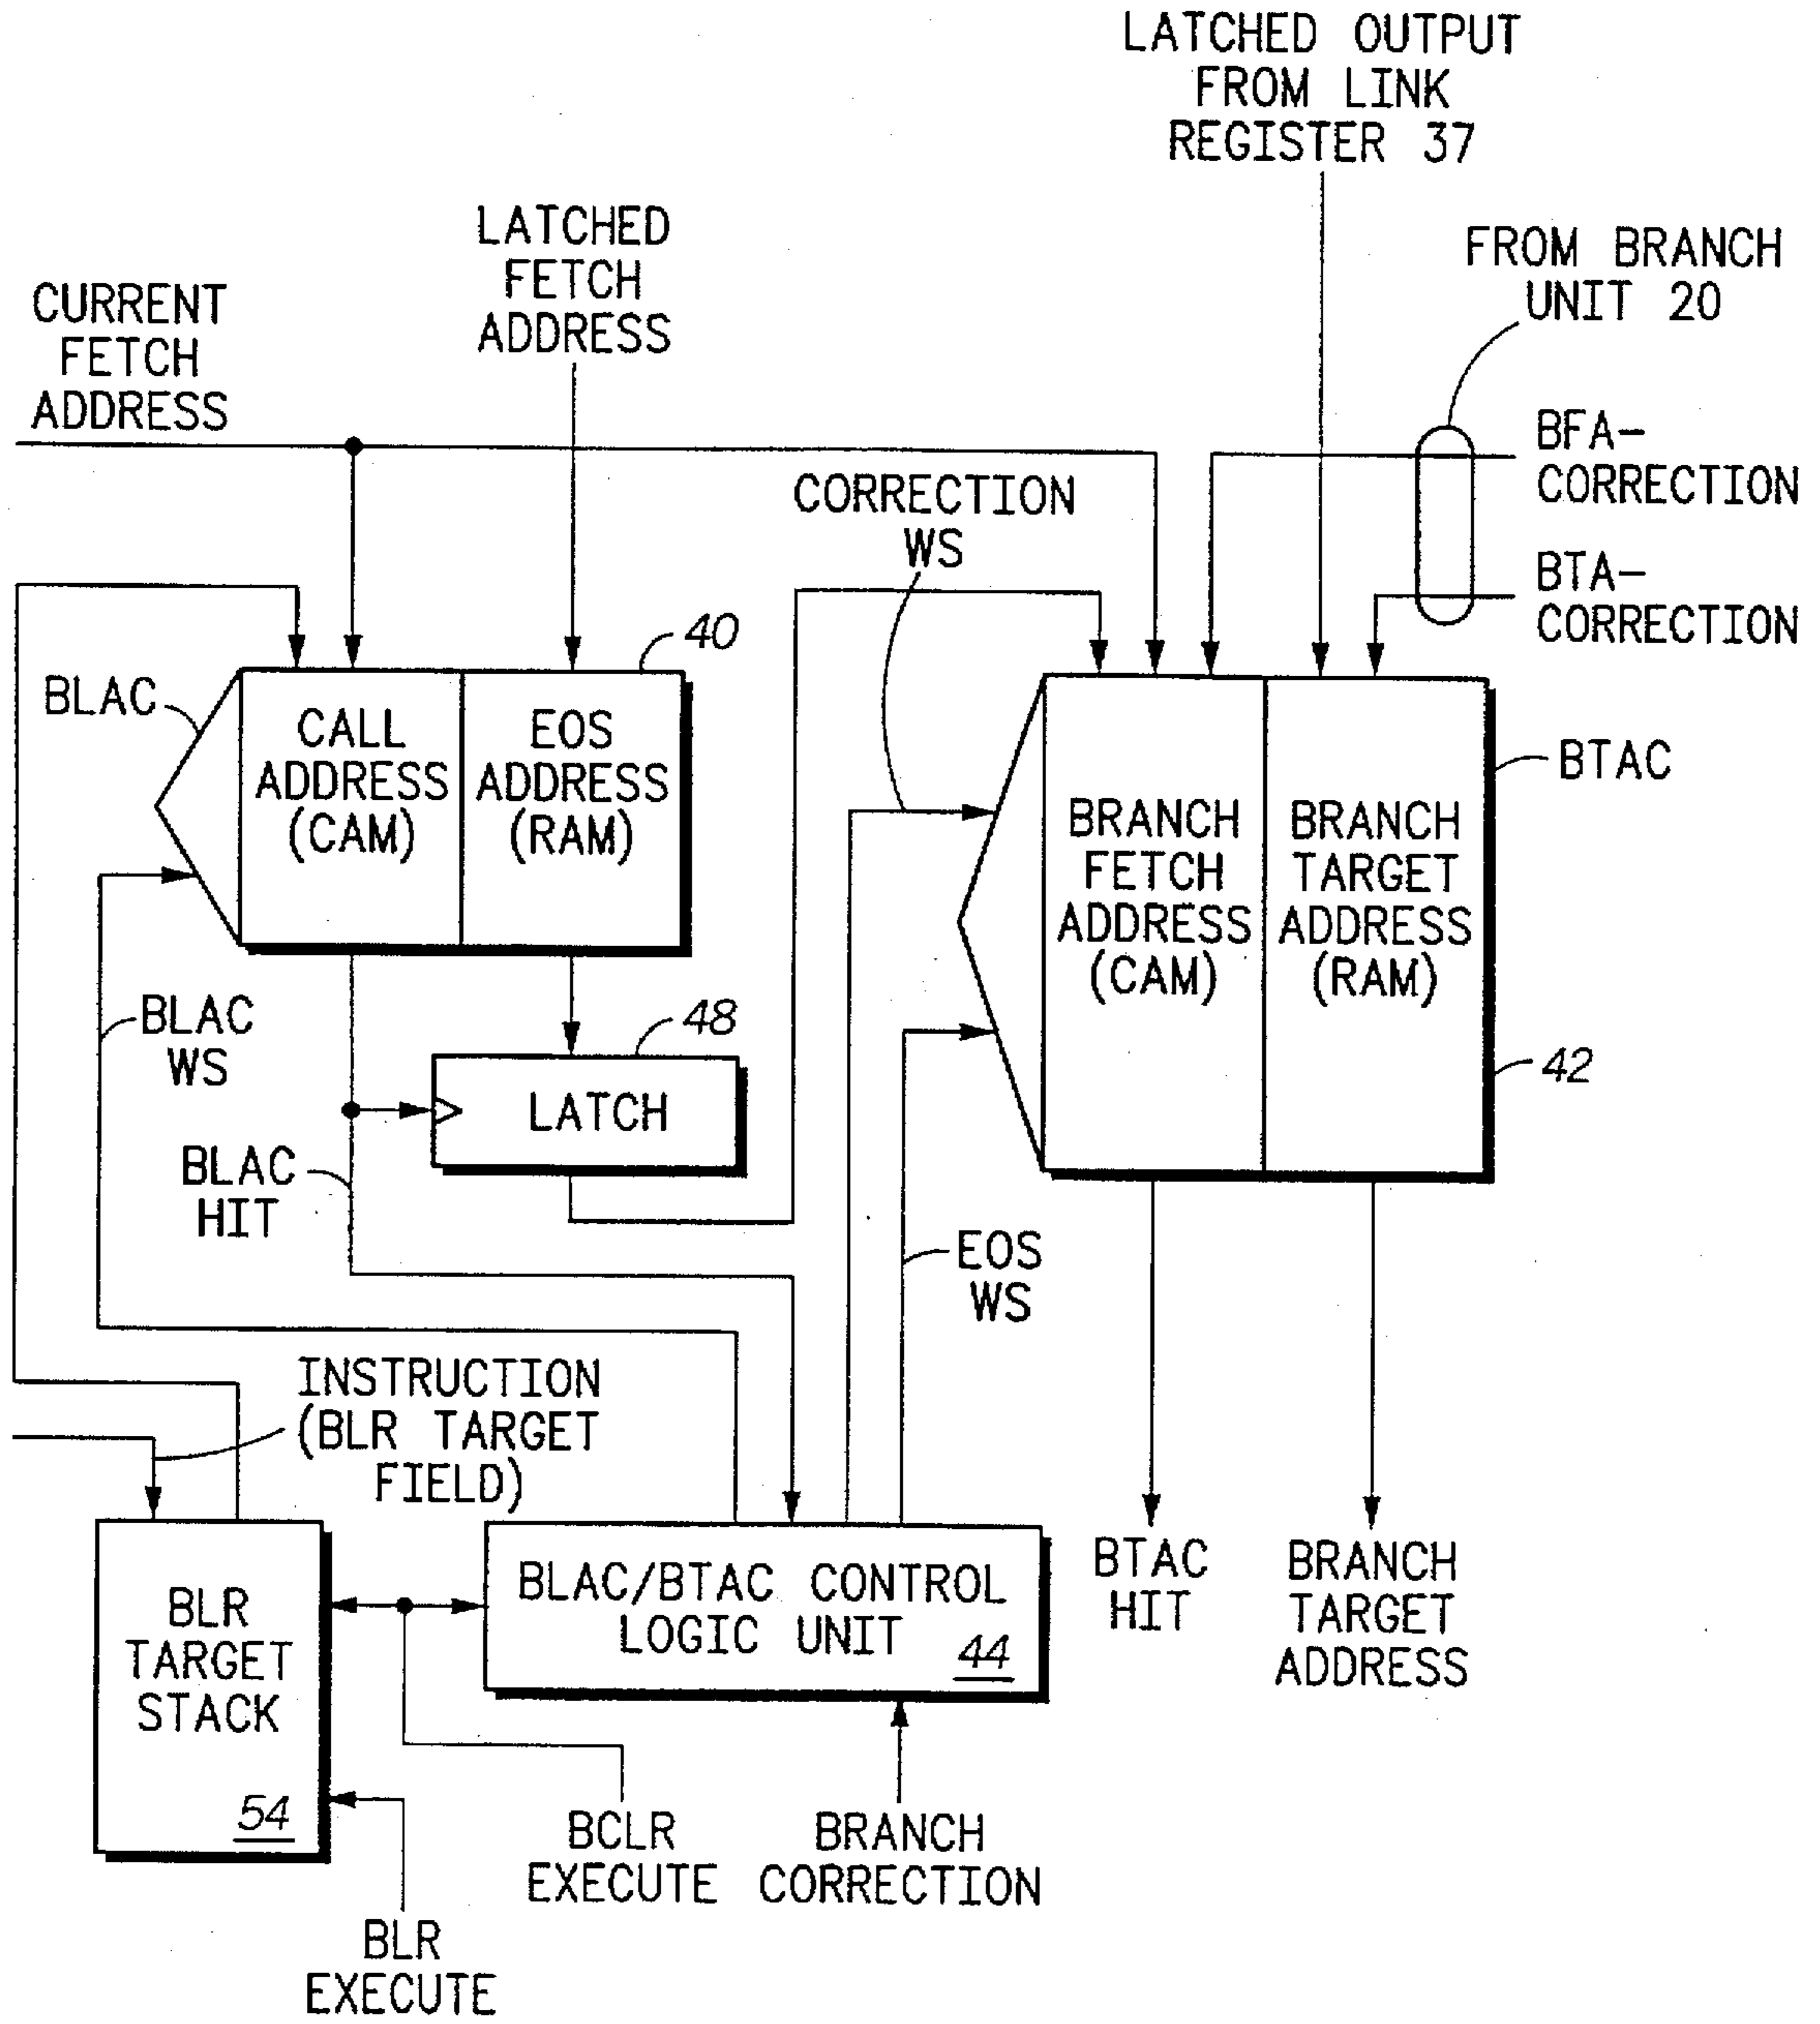 LATCHED OUTPUT
FROM LINK
REGISTER 37
LATCHED
FETCH
ADDRESS
FROM BRANCH
UNIT 20
CURRENT
FETCH
ADDRESS
BFA-
CORRECTION
CORRECTION
WS
BTA-
CORRECTION
40
BLAC
CALL
ADDRESS
(CAM)
EOS
ADDRESS
(RAM)
BTAC
BRANCH
FETCH
ADDRESS
(CAM)
BRANCH
TARGET
ADDRESS
(RAM)
BLAC
WS
48
LATCH
42
BLAC
HIT
EOS
WS
INSTRUCTION
(BLR TARGET
FIELD)
BLR
TARGET
STACK
54
BLAC/BTAC CONTROL
LOGIC UNIT
44
BTAC
HIT
BRANCH
TARGET
ADDRESS
BCLR
EXECUTE
BRANCH
CORRECTION
BLR
EXECUTE